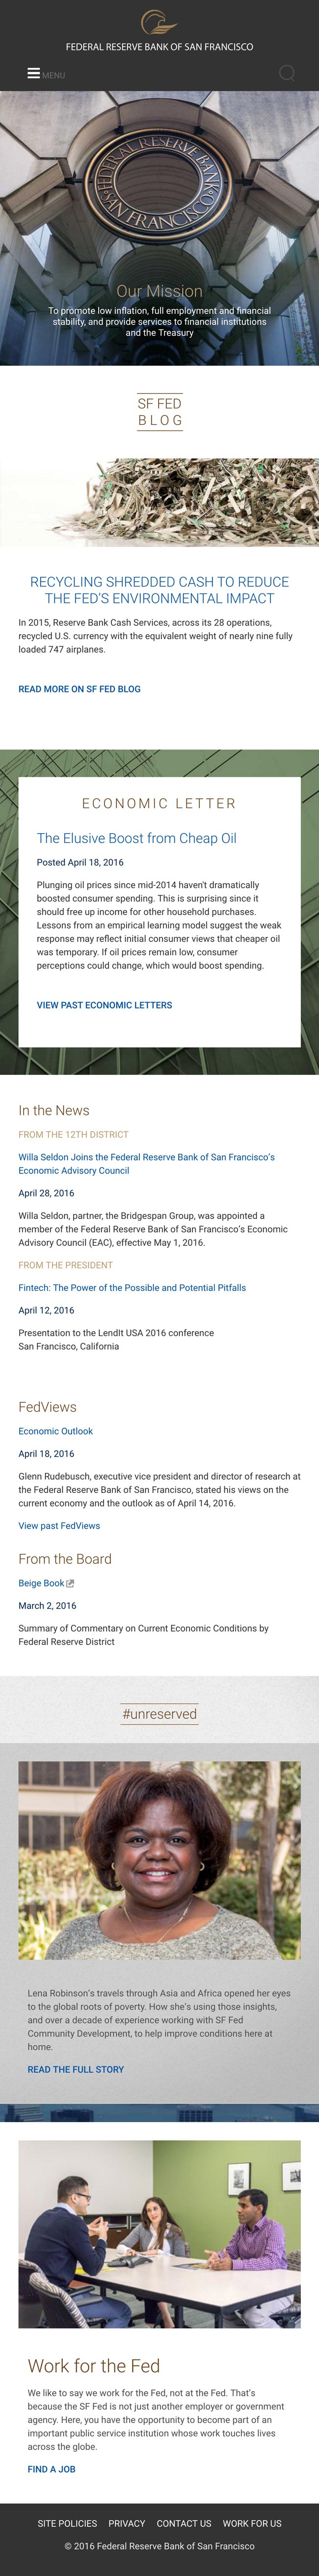 FEDERAL RESERVE BANK OF SAN FRANCISCO
MENU
FEDERAL RESERVE BANK
SAN FRANCISCO
Our Mission
To promote low inflation, full employment and financial
stability, and provide services to financial institutions
and the Treasury
SF FED
BLOG
RECYCLING SHREDDED CASH TO REDUCE
THE FED'S ENVIRONMENTAL IMPACT
In 2015, Reserve Bank Cash Services, across its 28 operations,
recycled U.S. currency with the equivalent weight of nearly nine fully
loaded 747 airplanes.
READ MORE ON SF FED BLOG
ECONOMIC LETTER
The Elusive Boost from Cheap Oil
Posted April 18, 2016
Plunging oil prices since mid-2014 haven't dramatically
boosted consumer spending. This is surprising since it
should free up income for other household purchases.
Lessons from an empirical learning model suggest the weak
response may reflect initial consumer views that cheaper oil
was temporary. If oil prices remain low, consumer
perceptions could change, which would boost spending.
VIEW PAST ECONOMIC LETTERS
In the News
FROM THE 12TH DISTRICT
Willa Seldon Joins the Federal Reserve Bank of San Francisco's
Economic Advisory Council
April 28, 2016
Willa Seldon, partner, the Bridgespan Group, was appointed a
member of the Federal Reserve Bank of San Francisco's Economic
Advisory Council (EAC), effective May 1, 2016.
FROM THE PRESIDENT
Fintech: The Power of the Possible and Potential Pitfalls
April 12, 2016
Presentation to the LendIt USA 2016 conference
San Francisco, California
FedViews
Economic Outlook
April 18, 2016
Glenn Rudebusch, executive vice president and director of research at
the Federal Reserve Bank of San Francisco, stated his views on the
current economy and the outlook as of April 14, 2016.
View past FedViews
From the Board
Beige Book
March 2, 2016
Summary of Commentary on Current Economic Conditions by
Federal Reserve District
#unreserved
Lena Robinson's travels through Asia and Africa opened her eyes
to the global roots of poverty. How she's using those insights,
and over a decade of experience working with SF Fed
Community Development, to help improve conditions here at
home.
READ THE FULL STORY
Work for the Fed
We like to say we work for the Fed, not at the Fed. That's
because the SF Fed is not just another employer or government
agency. Here, you have the opportunity to become part of an
important public service institution whose work touches lives
across the globe.
FIND A JOB
SITE POLICIES PRIVACY CONTACT US WORK FOR US
© 2016 Federal Reserve Bank of San Francisco